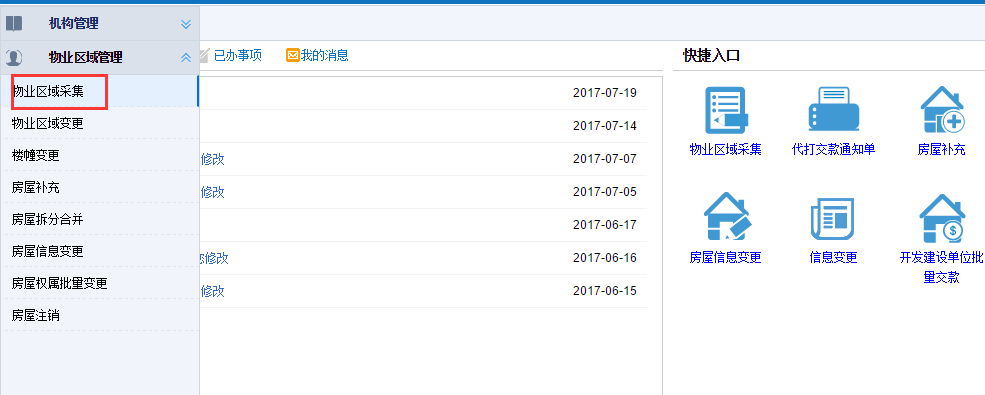 机构管理
物业区域管理
物业区域采集
物业区域变更
楼幢变更
房屋补充
房屋拆分合并
房屋信息变更
房屋权属批量变更
房屋注销
已办事项
我的消息
2017-07-19
2017-07-14
修改 2017-07-07
修改 2017-07-05
2017-06-17
您修改 2017-06-16
修改 2017-06-15
快捷入口
物业区域采集
代打交款通知单
房屋补充
房屋信息变更
信息变更
开发建设单位批
量交款